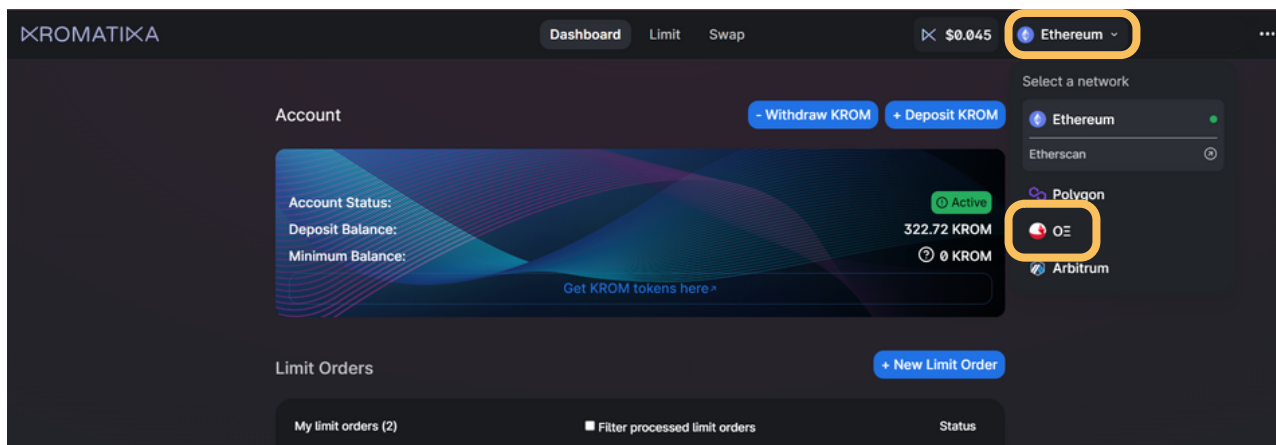 KROMATIKA
Dashboard Limit Swap
$0.045
Ethereum
Select a network
Ethereum
Etherscan
Polygon
OΞ
Arbitrum
Account
- Withdraw KROM + Deposit KROM
Account Status: Active
Deposit Balance: 322.72 KROM
Minimum Balance: 0 KROM
Get KROM tokens here↗
Limit Orders
+ New Limit Order
My limit orders (2) Filter processed limit orders Status